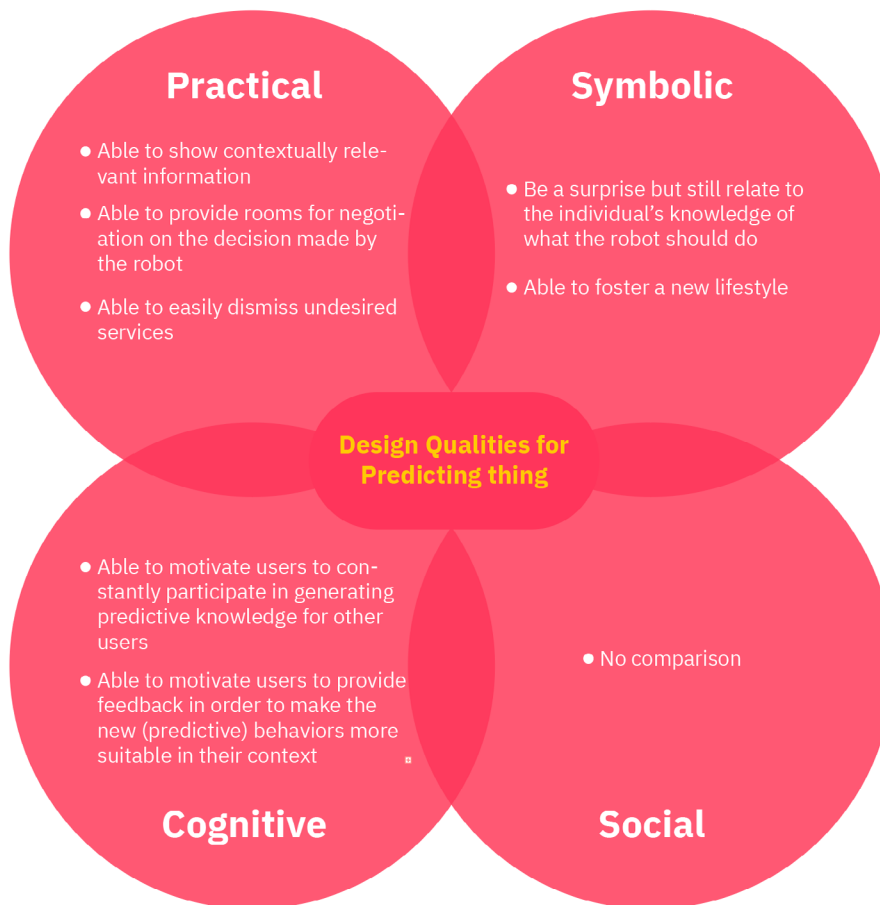 Practical
● Able to show contextually rele-
vant information
● Able to provide rooms for negoti-
ation on the decision made by
the robot
● Able to easily dismiss undesired
services
Symbolic
● Be a surprise but still relate to
the individual’s knowledge of
what the robot should do
● Able to foster a new lifestyle
Design Qualities for
Predicting thing
● Able to motivate users to con-
stantly participate in generating
predictive knowledge for other
users
● Able to motivate users to provide
feedback in order to make the
new (predictive) behaviors more
suitable in their context
Cognitive
● No comparison
Social